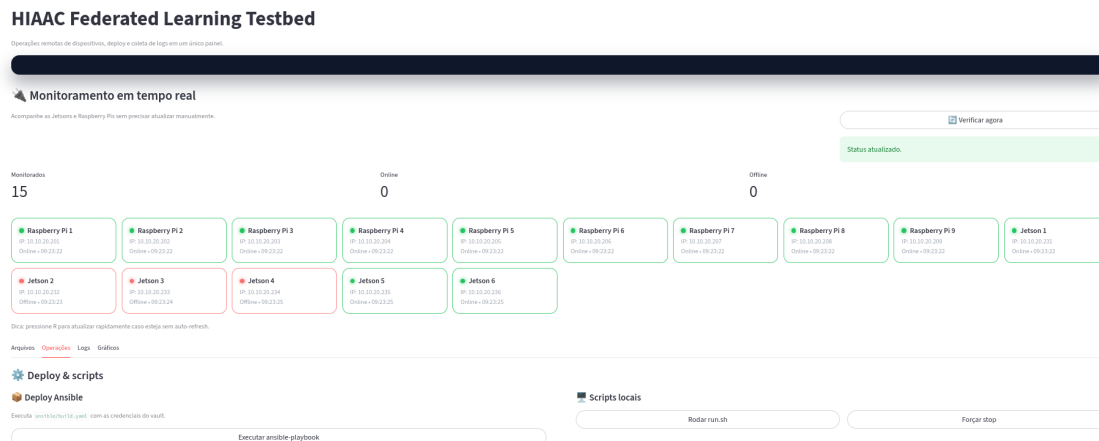 HIAAC Federated Learning Testbed
Operações remotas de dispositivos, deploy e coleta de logs em um único painel.
Monitoramento em tempo real
Acompanhe as Jetsons e Raspberry Pis sem precisar atualizar manualmente.
Verificar agora
Status atualizado.
Monitorados Online Offline
15 0 0
Raspberry Pi 1 Raspberry Pi 2 Raspberry Pi 3 Raspberry Pi 4 Raspberry Pi 5 Raspberry Pi 6 Raspberry Pi 7 Raspberry Pi 8 Raspberry Pi 9 Jetson 1
IP: 10.10.20.201 IP: 10.10.20.202 IP: 10.10.20.203 IP: 10.10.20.204 IP: 10.10.20.205 IP: 10.10.20.206 IP: 10.10.20.207 IP: 10.10.20.208 IP: 10.10.20.209 IP: 10.10.20.231
Online • 09:23:22 Online • 09:23:22 Online • 09:23:22 Online • 09:23:22 Online • 09:23:22 Online • 09:23:22 Online • 09:23:22 Online • 09:23:22 Online • 09:23:22 Online • 09:23:22
Jetson 2 Jetson 3 Jetson 4 Jetson 5 Jetson 6
IP: 10.10.20.232 IP: 10.10.20.233 IP: 10.10.20.234 IP: 10.10.20.235 IP: 10.10.20.236
Offline • 09:23:23 Offline • 09:23:24 Offline • 09:23:25 Online • 09:23:25 Online • 09:23:25
Dica: pressione R para atualizar rapidamente caso esteja sem auto-refresh.
Arquivos Operações Logs Gráficos
Deploy & scripts
Deploy Ansible
Executa ansible/build.yaml com as credenciais do vault.
Executar ansible-playbook
Scripts locais
Rodar run.sh Forçar stop